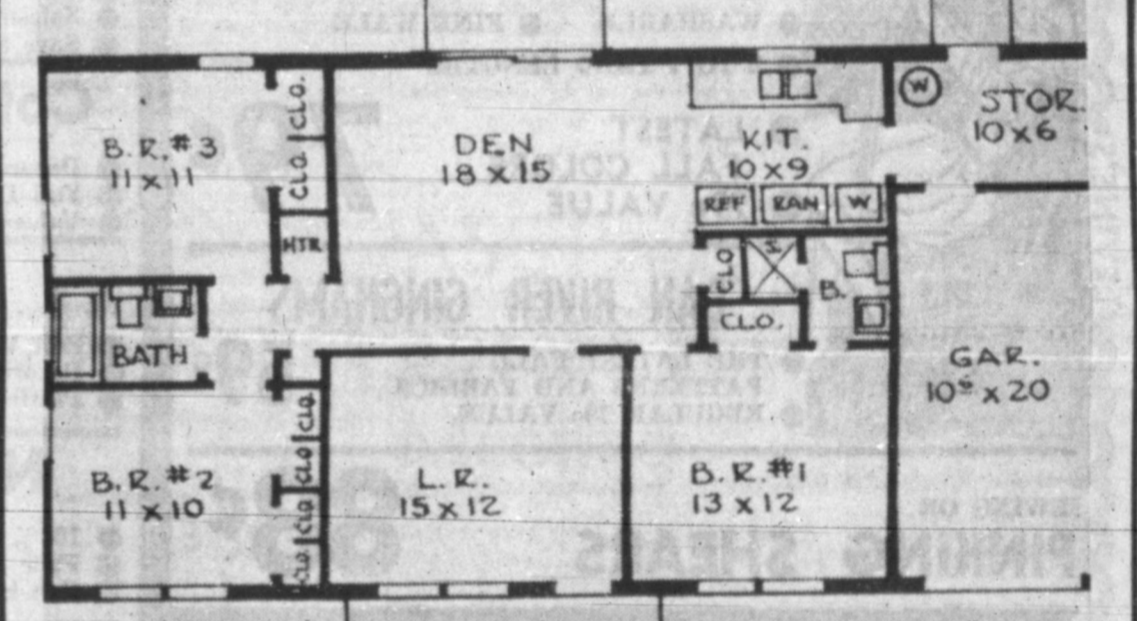 B.R. #3
11 x 11
CLO.
CLO.
HTR
DEN
18 x 15
KIT.
10 x 9
W
STOR.
10 x 6
REF
RAN
W
CLO
S.
B.
CLO.
BATH
GAR.
10⁶ x 20
B.R. #2
11 x 10
CLO
CLO
CLO
CLO
L.R.
15 x 12
B.R. #1
13 x 12